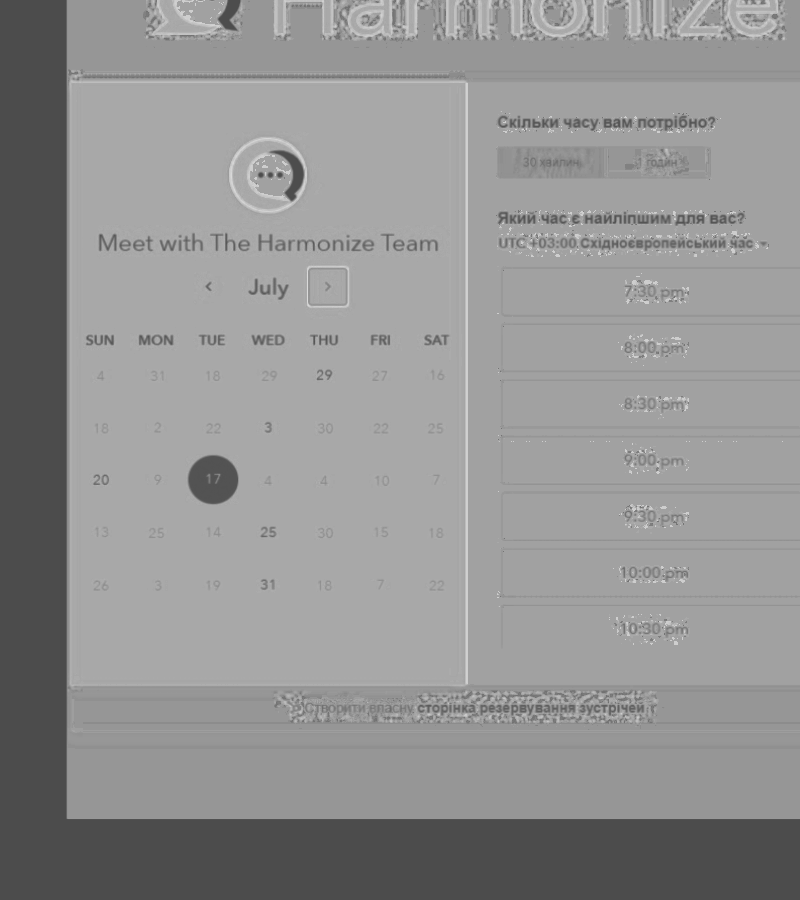 Harmonize
Meet with The Harmonize Team
July
SUN MON TUE WED THU FRI SAT
4 31 18 29 29 27 16
18 2 22 3 30 22 25
20 9 17 4 4 10 7
13 25 14 25 30 15 18
26 3 19 31 18 7 22
Скільки часу вам потрібно?
30 хвилин 1 годин
Який час є найліпшим для вас?
UTC +03:00 Східноєвропейський час
7:30 pm
8:00 pm
8:30 pm
9:00 pm
9:30 pm
10:00 pm
10:30 pm
Створити власну сторінка резервування зустрічей